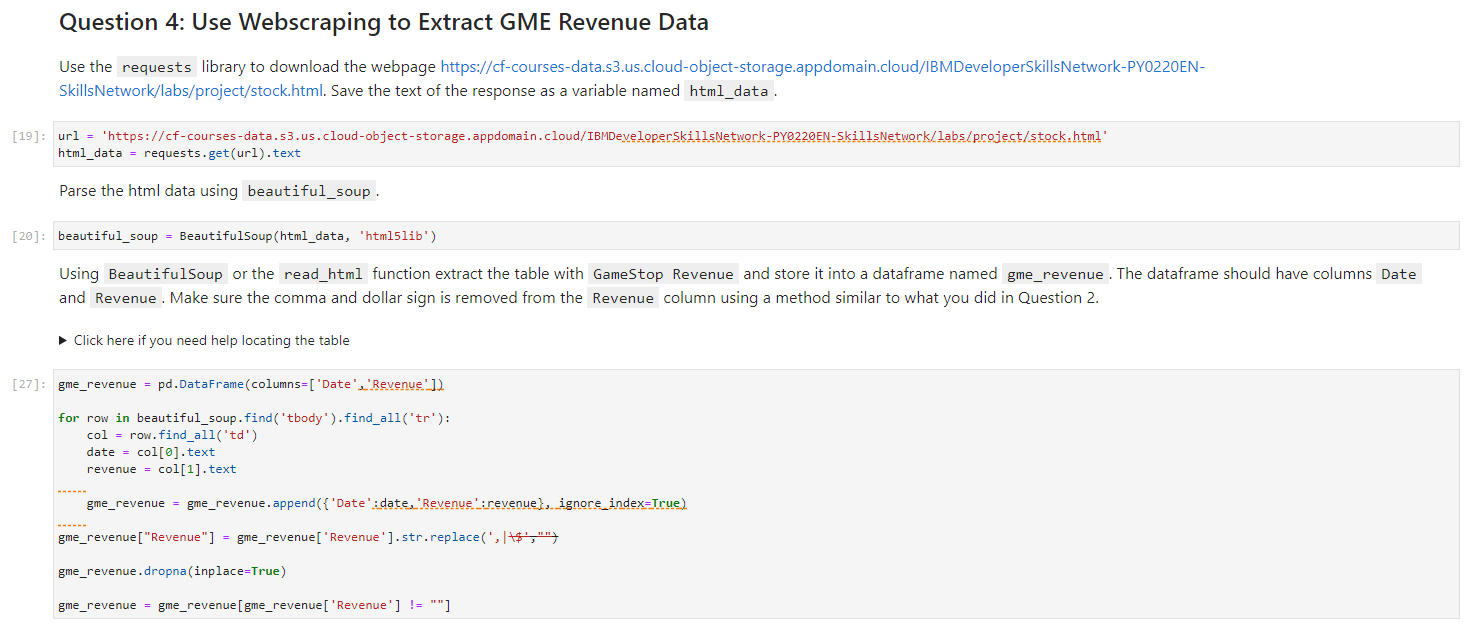 Question 4: Use Webscraping to Extract GME Revenue Data
Use the requests library to download the webpage https://cf-courses-data.s3.us.cloud-object-storage.appdomain.cloud/IBMDeveloperSkillsNetwork-PY0220EN-
SkillsNetwork/labs/project/stock.html. Save the text of the response as a variable named html_data.
[19]: url = 'https://cf-courses-data.s3.us.cloud-object-storage.appdomain.cloud/IBMDeveloperSkillsNetwork-PY0220EN-SkillsNetwork/labs/project/stock.html'
html_data = requests.get(url).text
Parse the html data using beautiful_soup.
[20]: beautiful_soup = BeautifulSoup(html_data, 'html5lib')
Using BeautifulSoup or the read_html function extract the table with GameStop Revenue and store it into a dataframe named gme_revenue. The dataframe should have columns Date
and Revenue. Make sure the comma and dollar sign is removed from the Revenue column using a method similar to what you did in Question 2.
▶ Click here if you need help locating the table
[27]: gme_revenue = pd.DataFrame(columns=['Date','Revenue'])
for row in beautiful_soup.find('tbody').find_all('tr'):
    col = row.find_all('td')
    date = col[0].text
    revenue = col[1].text
    gme_revenue = gme_revenue.append({'Date':date,'Revenue':revenue}, ignore_index=True)
gme_revenue["Revenue"] = gme_revenue['Revenue'].str.replace(',|\$',"")
gme_revenue.dropna(inplace=True)
gme_revenue = gme_revenue[gme_revenue['Revenue'] != ""]